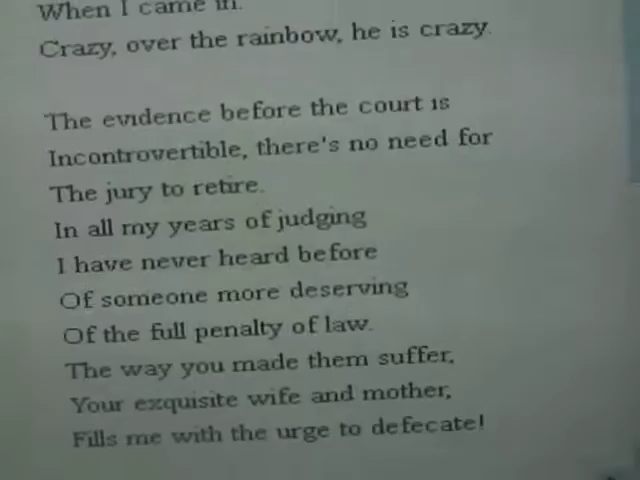 When I came in.
Crazy, over the rainbow, he is crazy.
The evidence before the court is
Incontrovertible, there's no need for
The jury to retire.
In all my years of judging
I have never heard before
Of someone more deserving
Of the full penalty of law.
The way you made them suffer,
Your exquisite wife and mother,
Fills me with the urge to defecate!